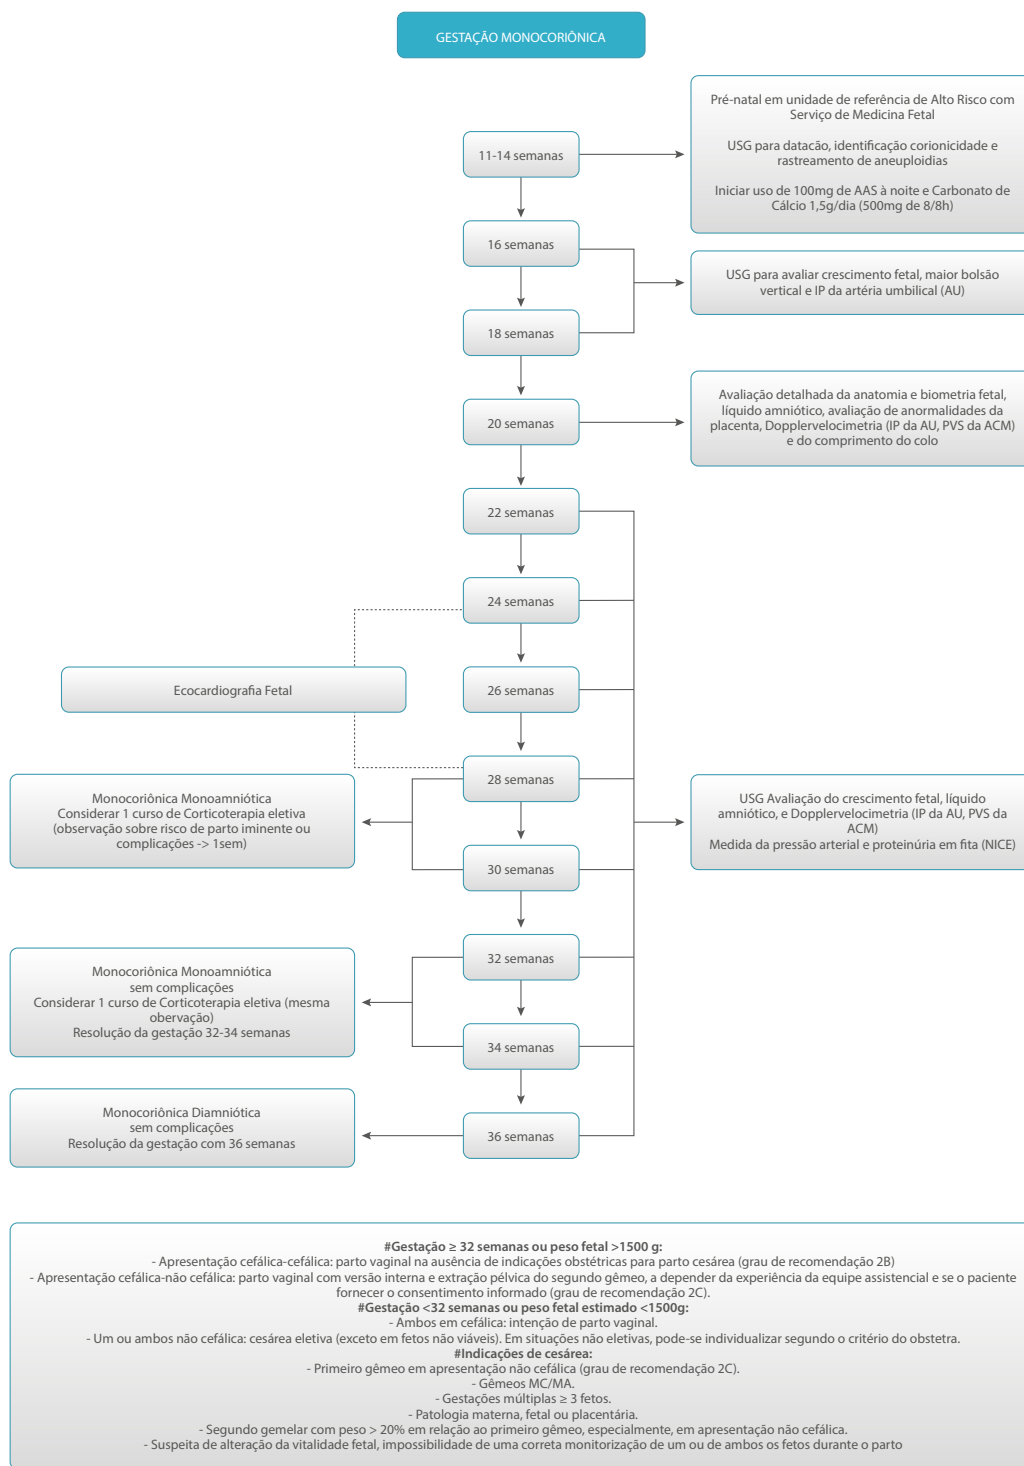 GESTAÇÃO MONOCORIÔNICA
11-14 semanas
Pré-natal em unidade de referência de Alto Risco com
Serviço de Medicina Fetal
USG para datacão, identificação corionicidade e
rastreamento de aneuploidias
Iniciar uso de 100mg de AAS à noite e Carbonato de
Cálcio 1,5g/dia (500mg de 8/8h)
16 semanas
USG para avaliar crescimento fetal, maior bolsão
vertical e IP da artéria umbilical (AU)
18 semanas
20 semanas
Avaliação detalhada da anatomia e biometria fetal,
líquido amniótico, avaliação de anormalidades da
placenta, Dopplervelocimetria (IP da AU, PVS da ACM)
e do comprimento do colo
22 semanas
24 semanas
Ecocardiografia Fetal
26 semanas
28 semanas
Monocoriônica Monoamniótica
Considerar 1 curso de Corticoterapia eletiva
(observação sobre risco de parto iminente ou
complicações -> 1sem)
USG Avaliação do crescimento fetal, líquido
amniótico, e Dopplervelocimetria (IP da AU, PVS da
ACM)
Medida da pressão arterial e proteinúria em fita (NICE)
30 semanas
32 semanas
Monocoriônica Monoamniótica
sem complicações
Considerar 1 curso de Corticoterapia eletiva (mesma
obervação)
Resolução da gestação 32-34 semanas
34 semanas
Monocoriônica Diamniótica
sem complicações
Resolução da gestação com 36 semanas
36 semanas
#Gestação ≥ 32 semanas ou peso fetal >1500 g:
- Apresentação cefálica-cefálica: parto vaginal na ausência de indicações obstétricas para parto cesárea (grau de recomendação 2B)
- Apresentação cefálica-não cefálica: parto vaginal com versão interna e extração pélvica do segundo gêmeo, a depender da experiência da equipe assistencial e se o paciente
fornecer o consentimento informado (grau de recomendação 2C).
#Gestação <32 semanas ou peso fetal estimado <1500g:
- Ambos em cefálica: intenção de parto vaginal.
- Um ou ambos não cefálica: cesárea eletiva (exceto em fetos não viáveis). Em situações não eletivas, pode-se individualizar segundo o critério do obstetra.
#Indicações de cesárea:
- Primeiro gêmeo em apresentação não cefálica (grau de recomendação 2C).
- Gêmeos MC/MA.
- Gestações múltiplas ≥ 3 fetos.
- Patologia materna, fetal ou placentária.
- Segundo gemelar com peso > 20% em relação ao primeiro gêmeo, especialmente, em apresentação não cefálica.
- Suspeita de alteração da vitalidade fetal, impossibilidade de uma correta monitorização de um ou de ambos os fetos durante o parto